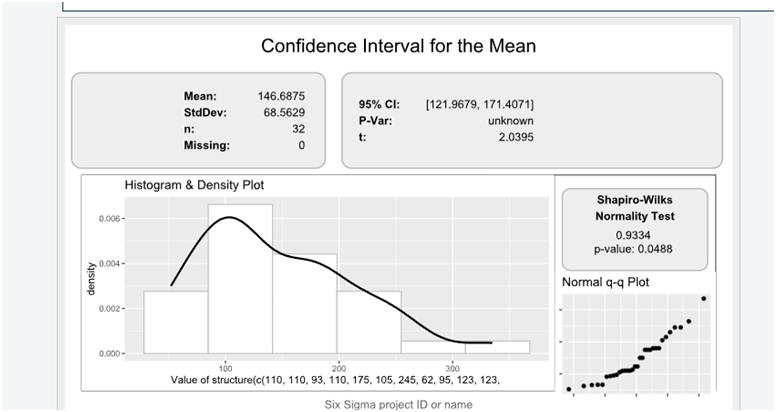 Confidence Interval for the Mean
Mean: 146.6875
StdDev: 68.5629
n: 32
Missing: 0
95% CI: [121.9679, 171.4071]
P-Var: unknown
t: 2.0395
Histogram & Density Plot
0.006
0.004
0.002
0.000
density
100 200 300
Value of structure(c(110, 110, 93, 110, 175, 105, 245, 62, 95, 123, 123,
Shapiro-Wilks
Normality Test
0.9334
p-value: 0.0488
Normal q-q Plot
Six Sigma project ID or name